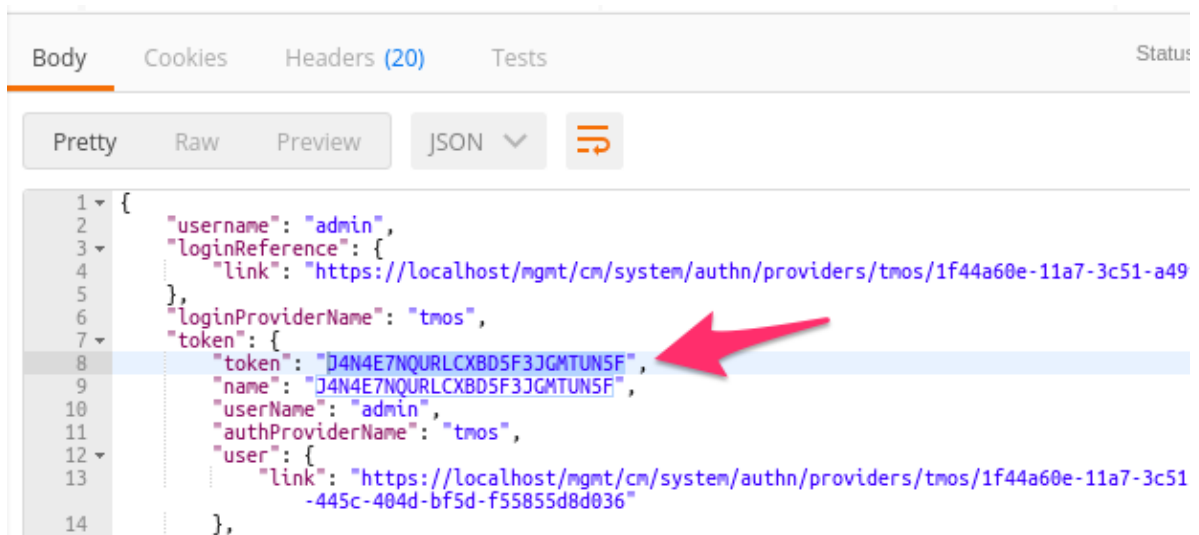 Body Cookies Headers (20) Tests Status
Pretty Raw Preview JSON
1 {
2 "username": "admin",
3 "loginReference": {
4 "link": "https://localhost/mgmt/cm/system/authn/providers/tmos/1f44a60e-11a7-3c51-a49
5 },
6 "loginProviderName": "tmos",
7 "token": {
8 "token": "J4N4E7NQURLCXBD5F3JGMTUN5F",
9 "name": "J4N4E7NQURLCXBD5F3JGMTUN5F",
10 "userName": "admin",
11 "authProviderName": "tmos",
12 "user": {
13 "link": "https://localhost/mgmt/cm/system/authn/providers/tmos/1f44a60e-11a7-3c51
-445c-404d-bf5d-f55855d8d036"
14 },